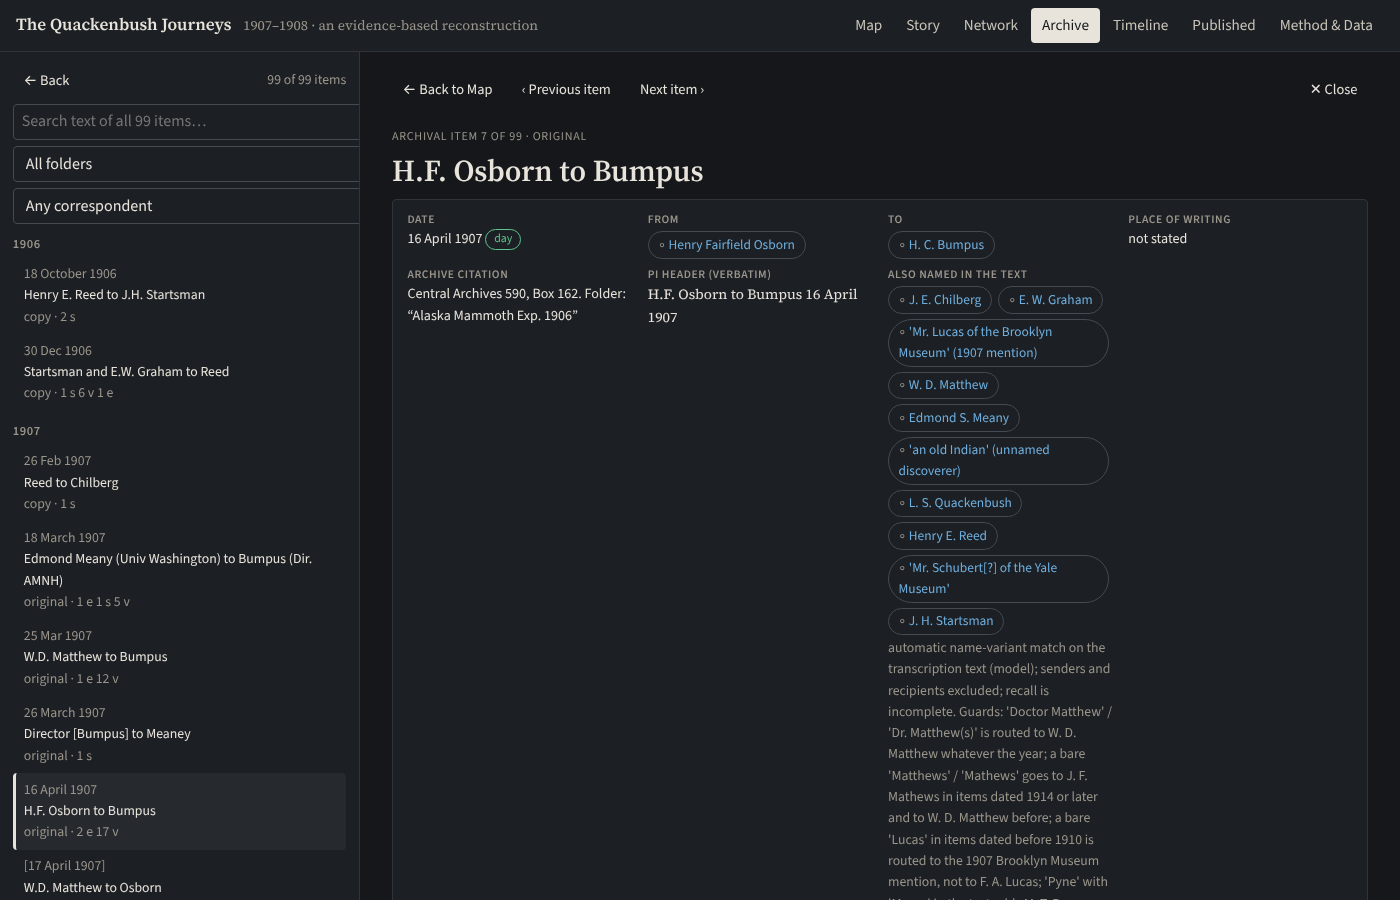 The Quackenbush Journeys 1907–1908 · an evidence-based reconstruction
Map Story Network Archive Timeline Published Method & Data
← Back 99 of 99 items
Search text of all 99 items…
All folders
Any correspondent
1906
18 October 1906
Henry E. Reed to J.H. Startsman
copy · 2 s
30 Dec 1906
Startsman and E.W. Graham to Reed
copy · 1 s 6 v 1 e
1907
26 Feb 1907
Reed to Chilberg
copy · 1 s
18 March 1907
Edmond Meany (Univ Washington) to Bumpus (Dir.
AMNH)
original · 1 e 1 s 5 v
25 Mar 1907
W.D. Matthew to Bumpus
original · 1 e 12 v
26 March 1907
Director [Bumpus] to Meaney
original · 1 s
16 April 1907
H.F. Osborn to Bumpus
original · 2 e 17 v
[17 April 1907]
W.D. Matthew to Osborn
← Back to Map ‹ Previous item Next item › ✕ Close
ARCHIVAL ITEM 7 OF 99 · ORIGINAL
H.F. Osborn to Bumpus
DATE
16 April 1907 day
FROM
◦ Henry Fairfield Osborn
TO
◦ H. C. Bumpus
PLACE OF WRITING
not stated
ARCHIVE CITATION
Central Archives 590, Box 162. Folder:
“Alaska Mammoth Exp. 1906”
PI HEADER (VERBATIM)
H.F. Osborn to Bumpus 16 April
1907
ALSO NAMED IN THE TEXT
◦ J. E. Chilberg ◦ E. W. Graham
◦ 'Mr. Lucas of the Brooklyn
Museum' (1907 mention)
◦ W. D. Matthew
◦ Edmond S. Meany
◦ 'an old Indian' (unnamed
discoverer)
◦ L. S. Quackenbush
◦ Henry E. Reed
◦ 'Mr. Schubert[?] of the Yale
Museum'
◦ J. H. Startsman
automatic name-variant match on the
transcription text (model); senders and
recipients excluded; recall is
incomplete. Guards: 'Doctor Matthew' /
'Dr. Matthew(s)' is routed to W. D.
Matthew whatever the year; a bare
'Matthews' / 'Mathews' goes to J. F.
Mathews in items dated 1914 or later
and to W. D. Matthew before; a bare
'Lucas' in items dated before 1910 is
routed to the 1907 Brooklyn Museum
mention, not to F. A. Lucas; 'Pyne' with